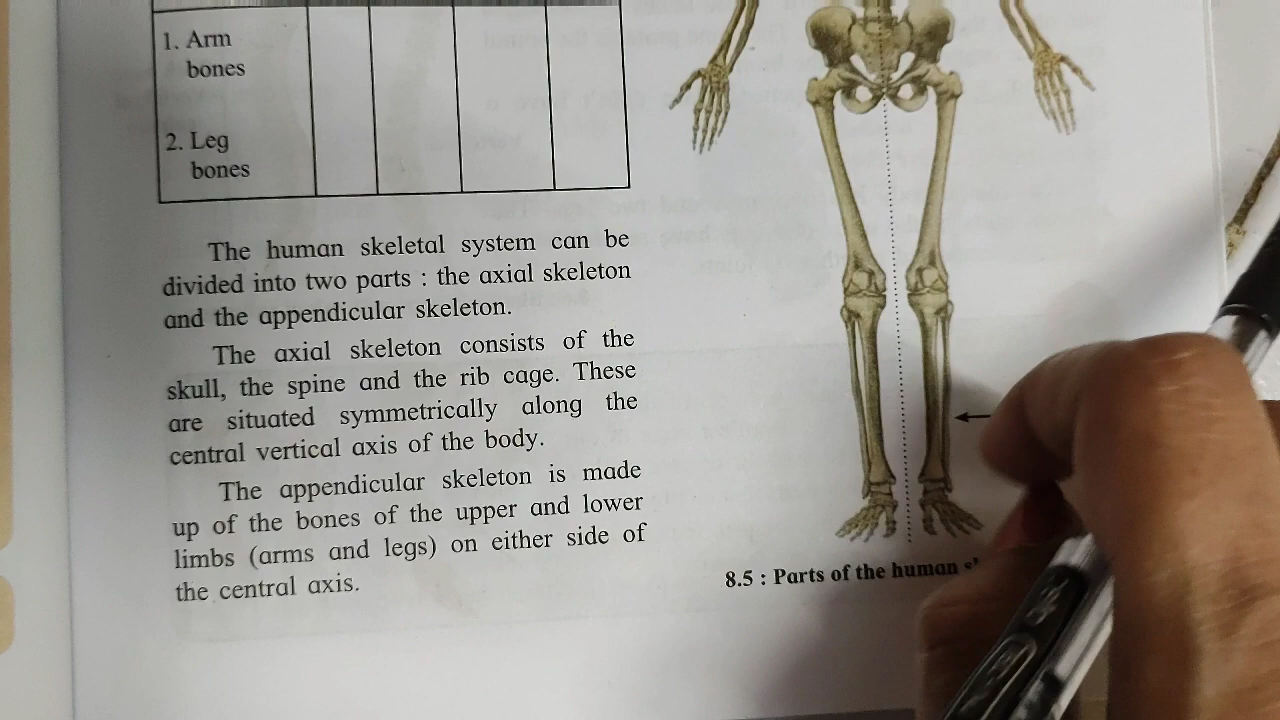 1. Arm
bones
2. Leg
bones
The human skeletal system can be
divided into two parts : the axial skeleton
and the appendicular skeleton.
The axial skeleton consists of the
skull, the spine and the rib cage. These
are situated symmetrically along the
central vertical axis of the body.
The appendicular skeleton is made
up of the bones of the upper and lower
limbs (arms and legs) on either side of
the central axis.
8.5 : Parts of the human